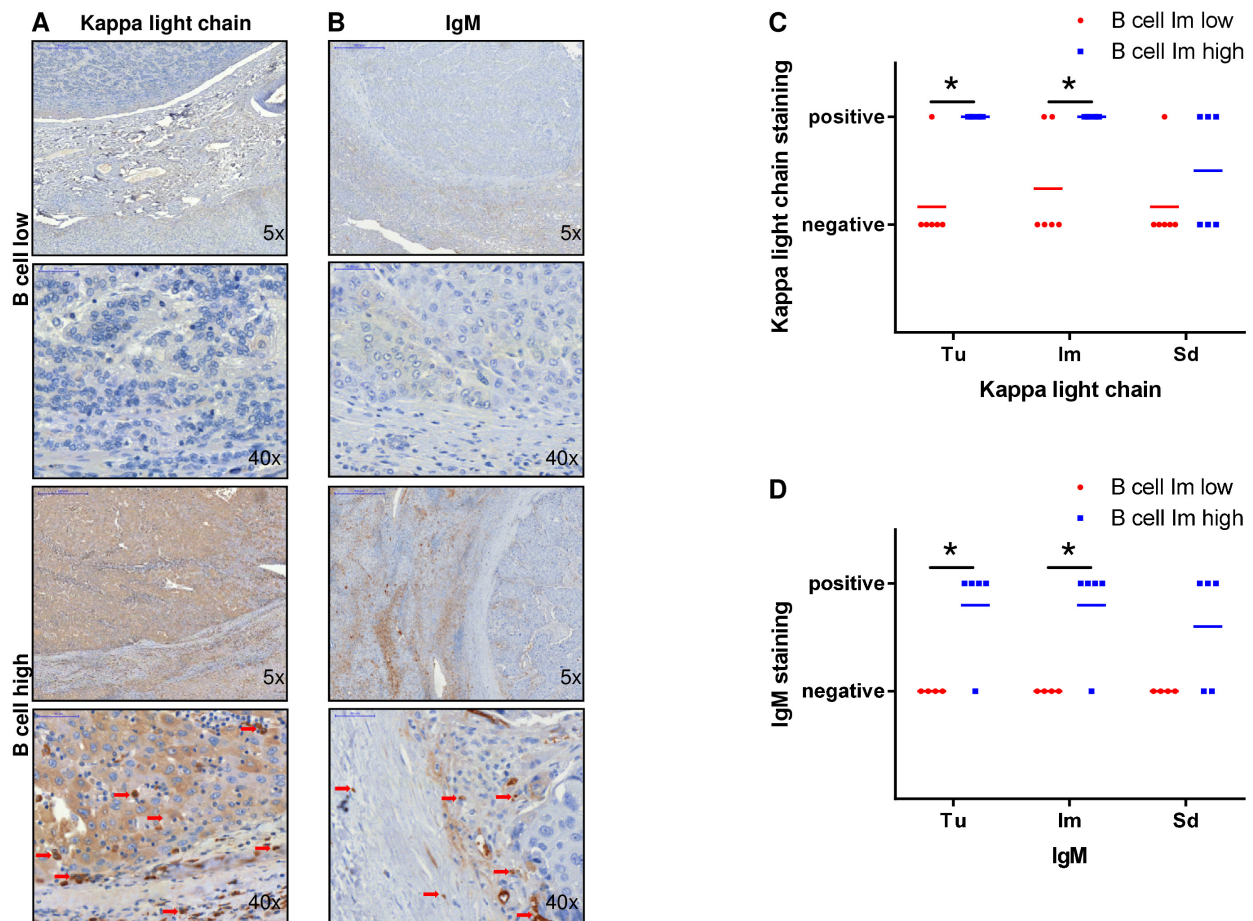 A Kappa light chain
B IgM
B cell low
5x
5x
40x
40x
B cell high
5x
5x
40x
40x
C
B cell Im low
B cell Im high
Kappa light chain staining
positive
negative
*
*
Tu Im Sd
Kappa light chain
D
B cell Im low
B cell Im high
IgM staining
positive
negative
*
*
Tu Im Sd
IgM